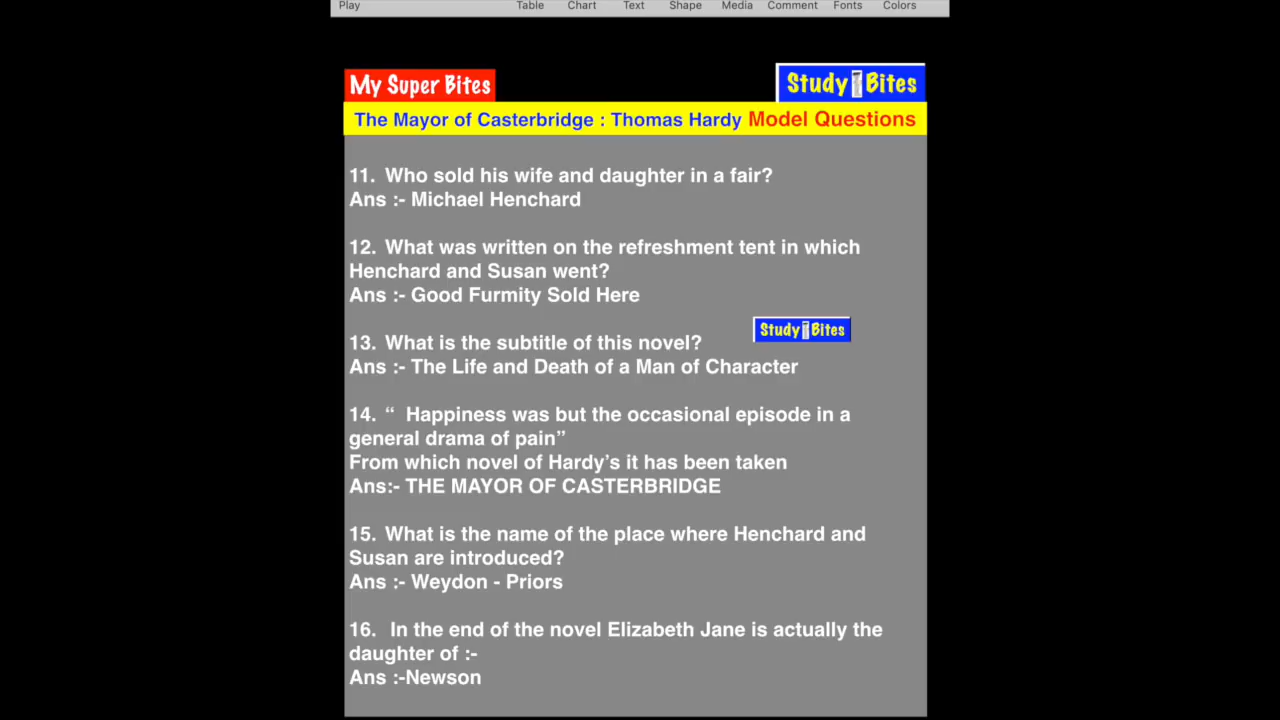 Play Table Chart Text Shape Media Comment Fonts Colors
My Super Bites
Study Bites
The Mayor of Casterbridge : Thomas Hardy Model Questions
11. Who sold his wife and daughter in a fair?
Ans :- Michael Henchard
12. What was written on the refreshment tent in which
Henchard and Susan went?
Ans :- Good Furmity Sold Here
Study Bites
13. What is the subtitle of this novel?
Ans :- The Life and Death of a Man of Character
14. “ Happiness was but the occasional episode in a
general drama of pain”
From which novel of Hardy’s it has been taken
Ans:- THE MAYOR OF CASTERBRIDGE
15. What is the name of the place where Henchard and
Susan are introduced?
Ans :- Weydon - Priors
16. In the end of the novel Elizabeth Jane is actually the
daughter of :-
Ans :-Newson